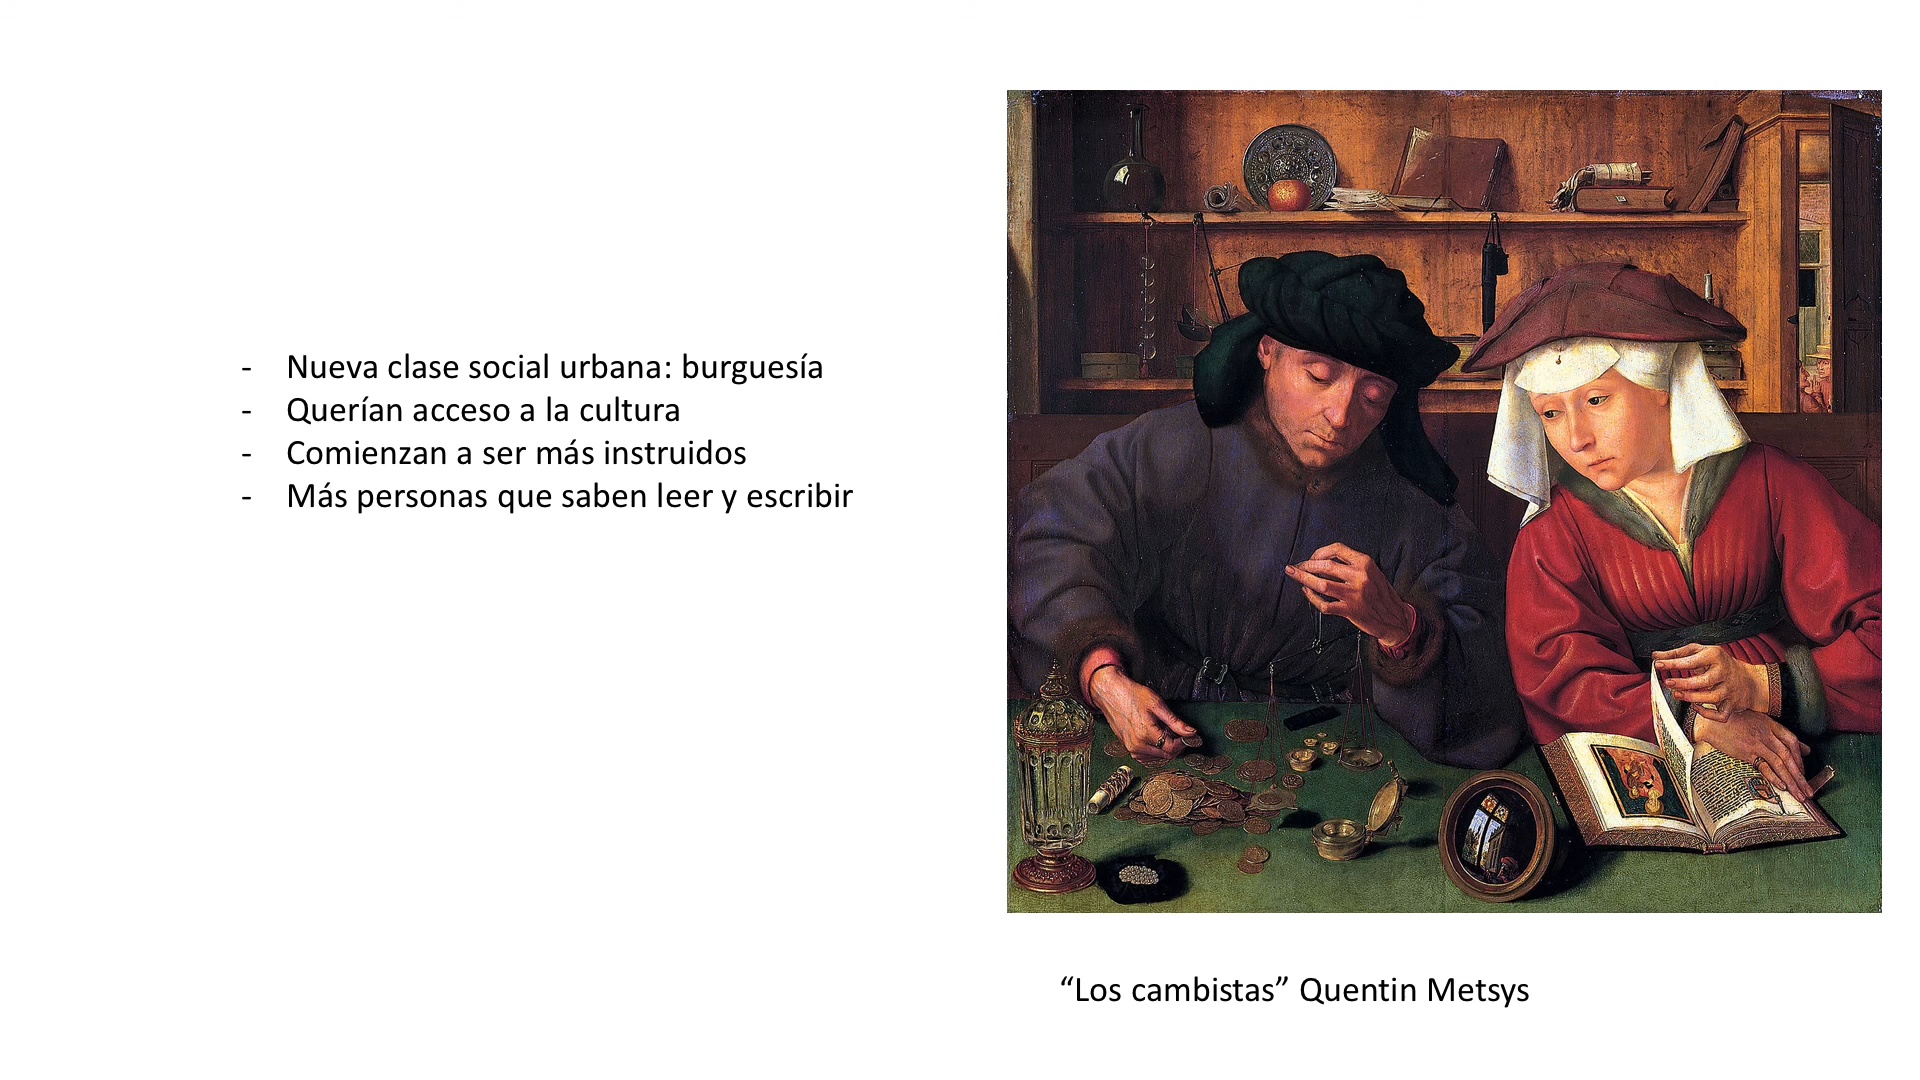 - Nueva clase social urbana: burguesía
- Querían acceso a la cultura
- Comienzan a ser más instruidos
- Más personas que saben leer y escribir
“Los cambistas” Quentin Metsys